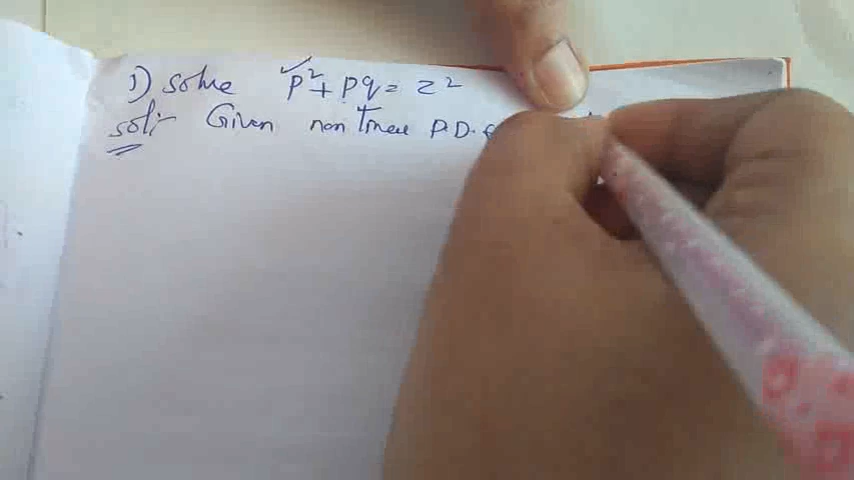 1) solve p²+pq = z²
sol:- Given non linear P.D.